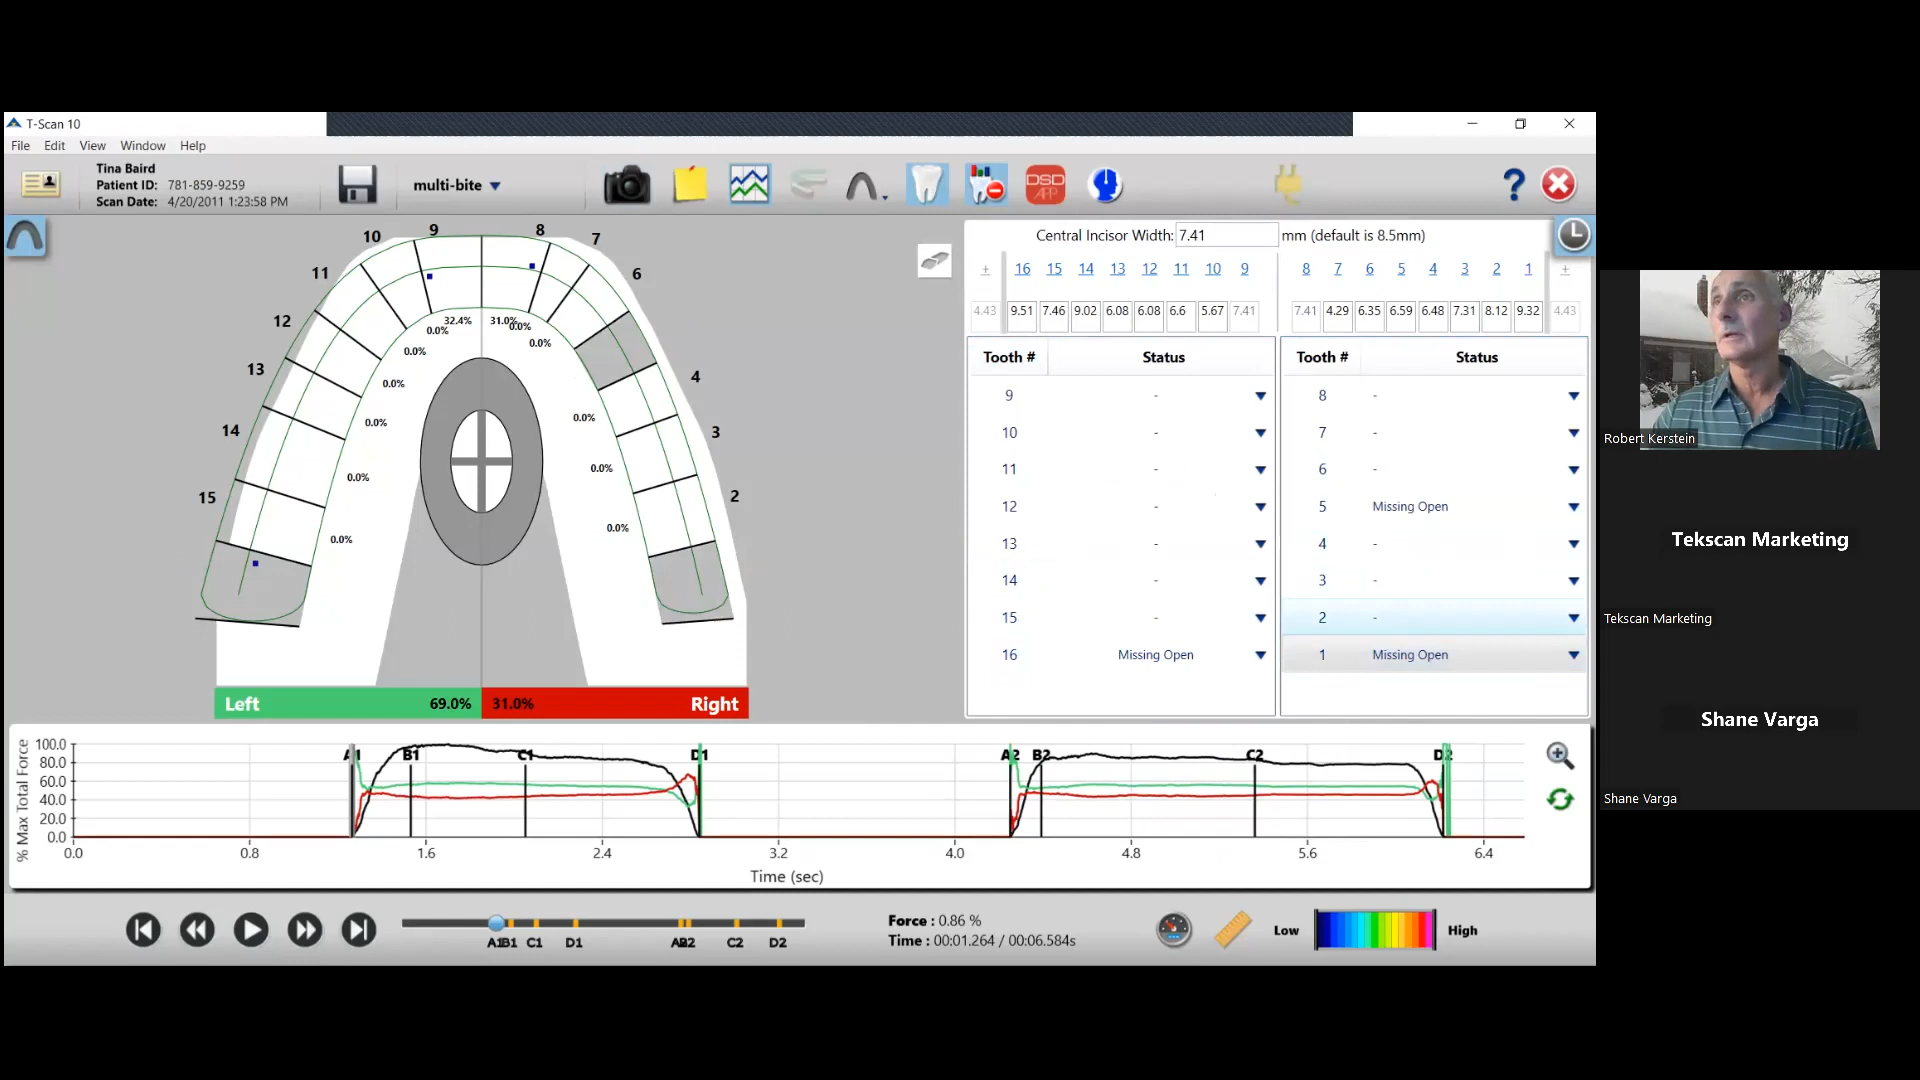 T-Scan 10
File Edit View Window Help
Tina Baird
Patient ID: 781-859-9259
Scan Date: 4/20/2011 1:23:58 PM
multi-bite
DSD
APP
?
Central Incisor Width: 7.41 mm (default is 8.5mm)
+ 16 15 14 13 12 11 10 9 8 7 6 5 4 3 2 1 +
4.43 9.51 7.46 9.02 6.08 6.08 6.6 5.67 7.41 7.41 4.29 6.35 6.59 6.48 7.31 8.12 9.32 4.43
Tooth # Status Tooth # Status
9 - 8 -
10 - 7 -
11 - 6 -
12 - 5 Missing Open
13 - 4 -
14 - 3 -
15 - 2 -
16 Missing Open 1 Missing Open
9 8
10 7
11 6
12
13 4
14 3
15 2
32.4% 31.0%
0.0% 0.0%
0.0% 0.0%
0.0%
0.0% 0.0%
0.0% 0.0%
0.0% 0.0%
Left 69.0% 31.0% Right
% Max Total Force
100.0
80.0
60.0
40.0
20.0
0.0
A1 B1 C1 D1 A2 B2 C2 D2
0.0 0.8 1.6 2.4 3.2 4.0 4.8 5.6 6.4
Time (sec)
A1B1 C1 D1 AB2 C2 D2
Force : 0.86 %
Time : 00:01.264 / 00:06.584s
Low High
Robert Kerstein
Tekscan Marketing
Tekscan Marketing
Shane Varga
Shane Varga